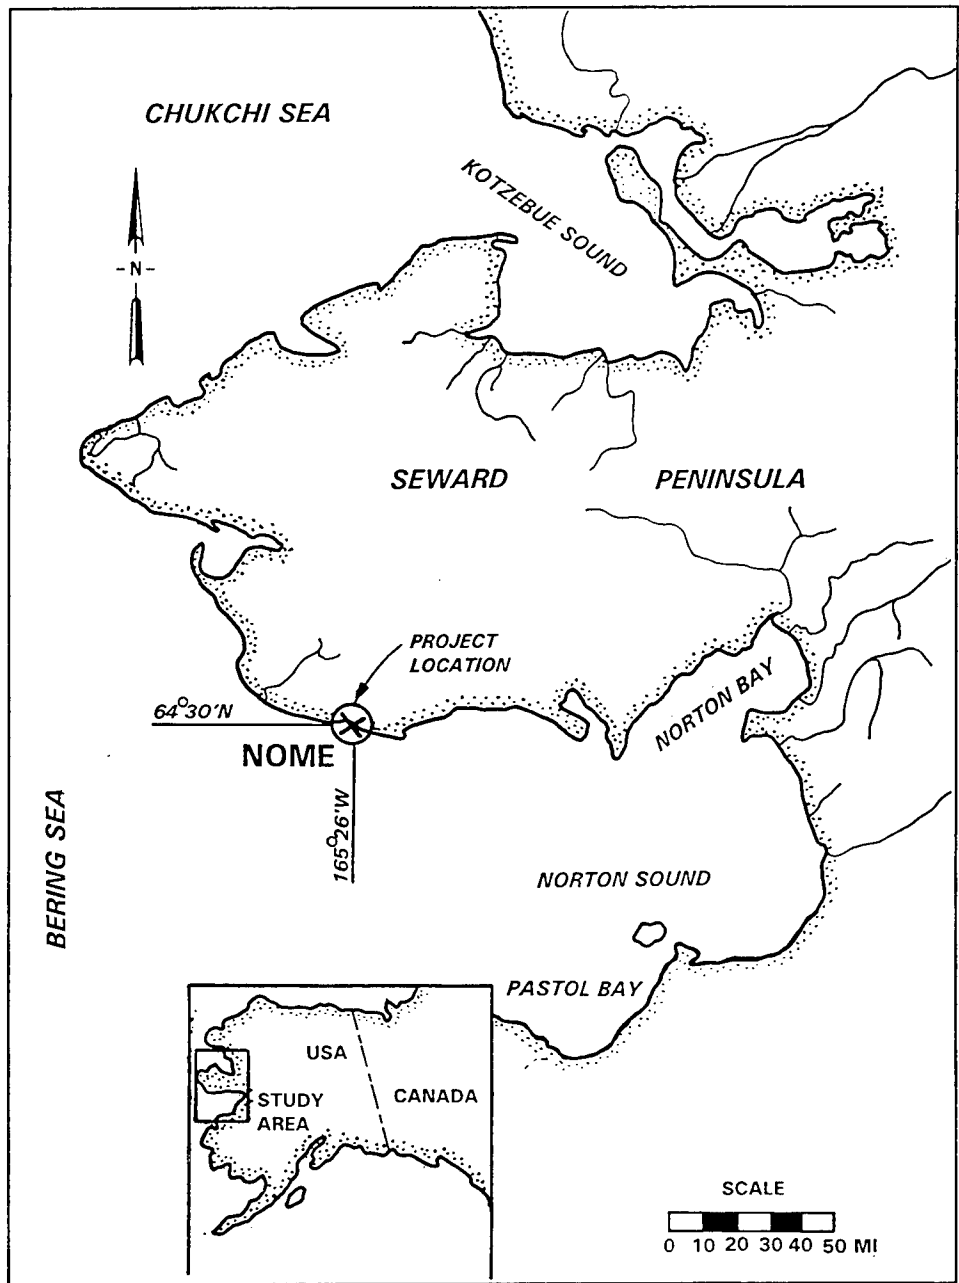 CHUKCHI SEA
KOTZEBUE SOUND
-N-
SEWARD PENINSULA
PROJECT
LOCATION
64°30'N
NORTON BAY
NOME
165°26'W
BERING SEA
NORTON SOUND
PASTOL BAY
USA
CANADA
STUDY
AREA
SCALE
0 10 20 30 40 50 MI